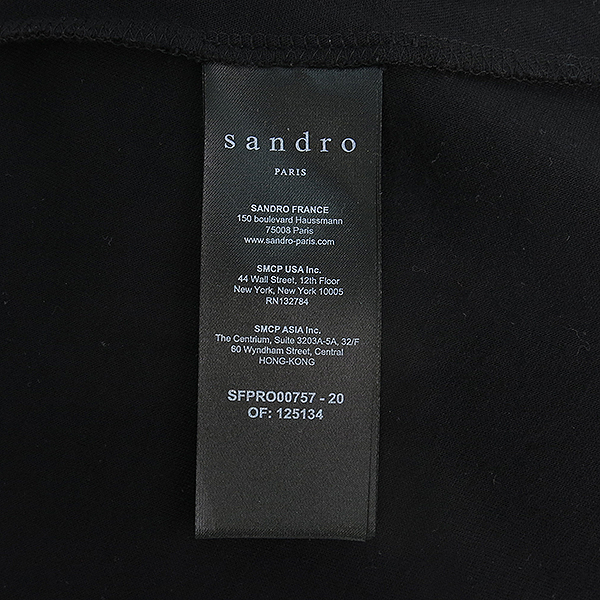 sandro
PARIS
SANDRO FRANCE
150 boulevard Haussmann
75008 Paris
www.sandro-paris.com
SMCP USA Inc.
44 Wall Street, 12th Floor
New York, New York 10005
RN132784
SMCP ASIA Inc.
The Centrium, Suite 3203A-5A, 32/F
60 Wyndham Street, Central
HONG-KONG
SFPRO00757 - 20
OF: 125134